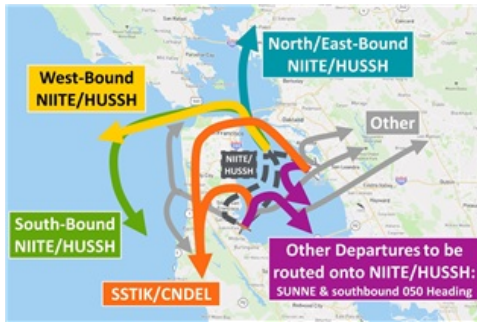 North/East-Bound
NIITE/HUSSH
West-Bound
NIITE/HUSSH
Other
NIITE/
HUSSH
South-Bound
NIITE/HUSSH
SSTIK/CNDEL
Other Departures to be
routed onto NIITE/HUSSH:
SUNNE & southbound 050 Heading